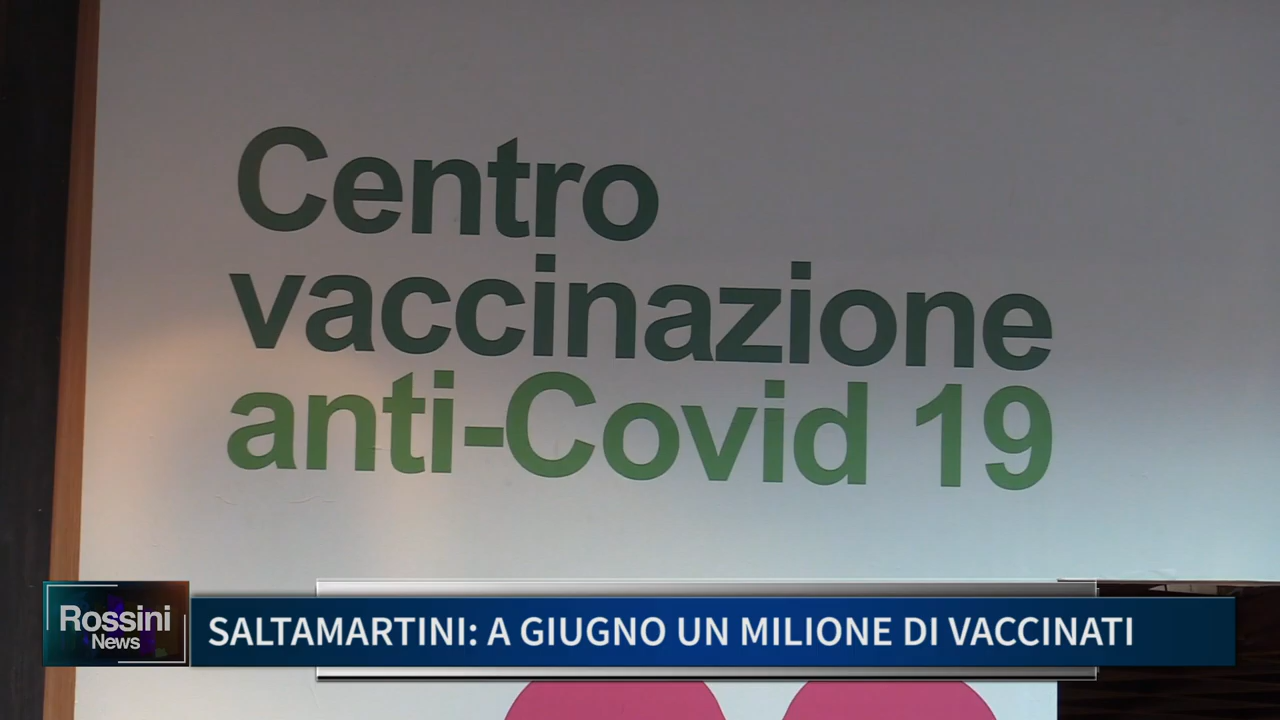 Centro
vaccinazione
anti-Covid 19
Rossini
News
SALTAMARTINI: A GIUGNO UN MILIONE DI VACCINATI